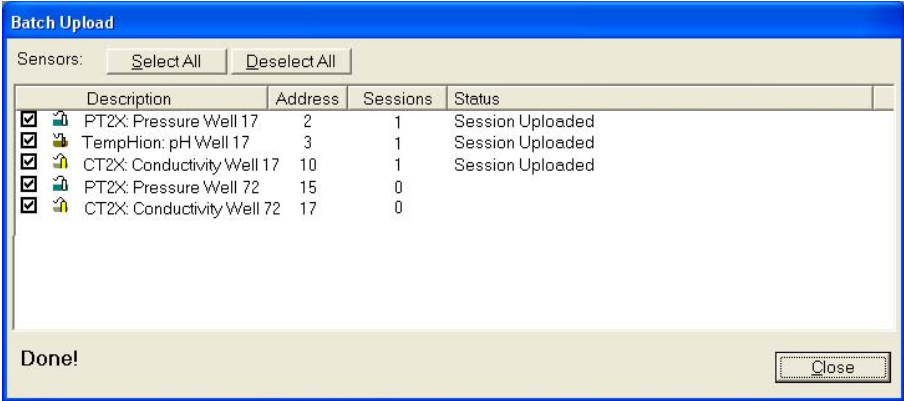 Batch Upload
Sensors: Select All Deselect All
Description Address Sessions Status
PT2X: Pressure Well 17 2 1 Session Uploaded
TempHion: pH Well 17 3 1 Session Uploaded
CT2X: Conductivity Well 17 10 1 Session Uploaded
PT2X: Pressure Well 72 15 0
CT2X: Conductivity Well 72 17 0
Done!
Close